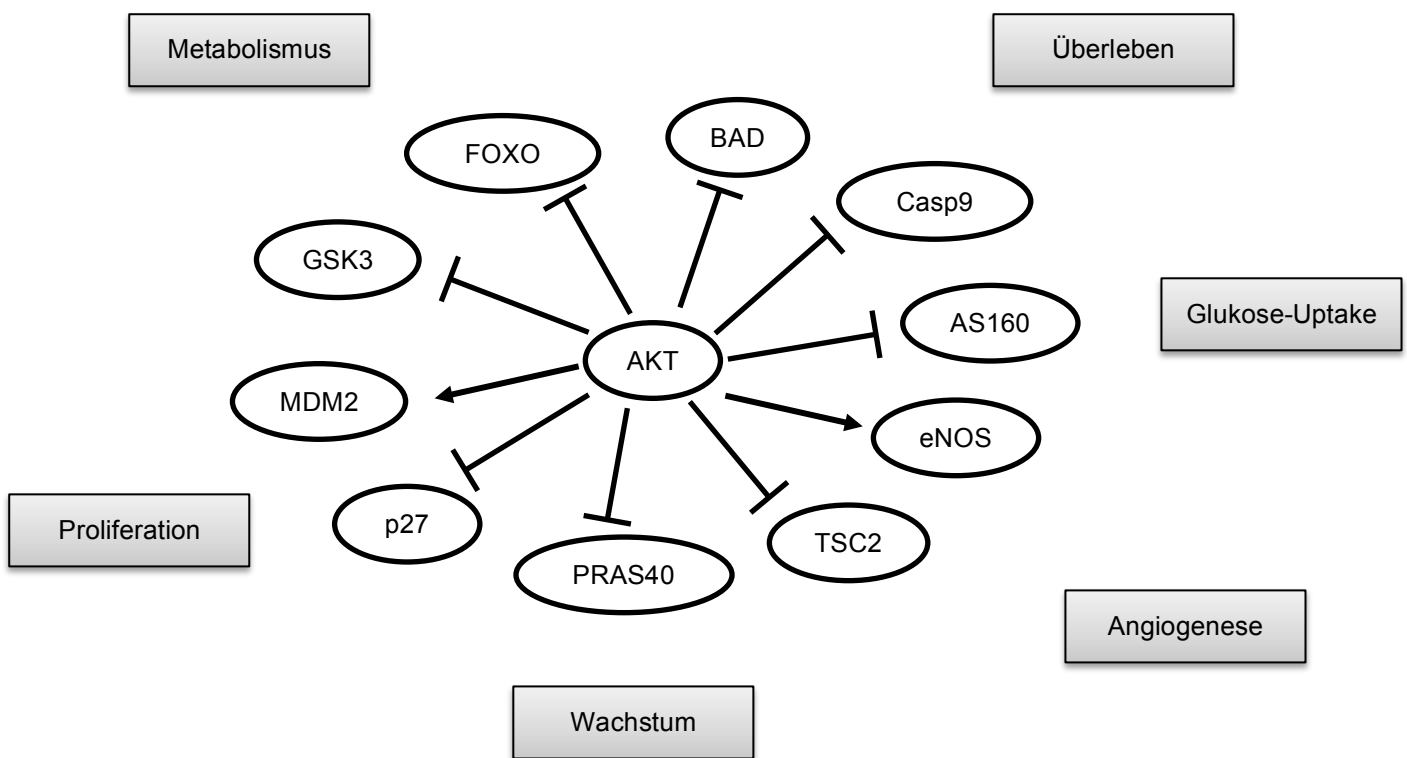 Metabolismus
Überleben
FOXO
BAD
Casp9
GSK3
AS160
Glukose-Uptake
AKT
MDM2
eNOS
Proliferation
p27
TSC2
PRAS40
Angiogenese
Wachstum